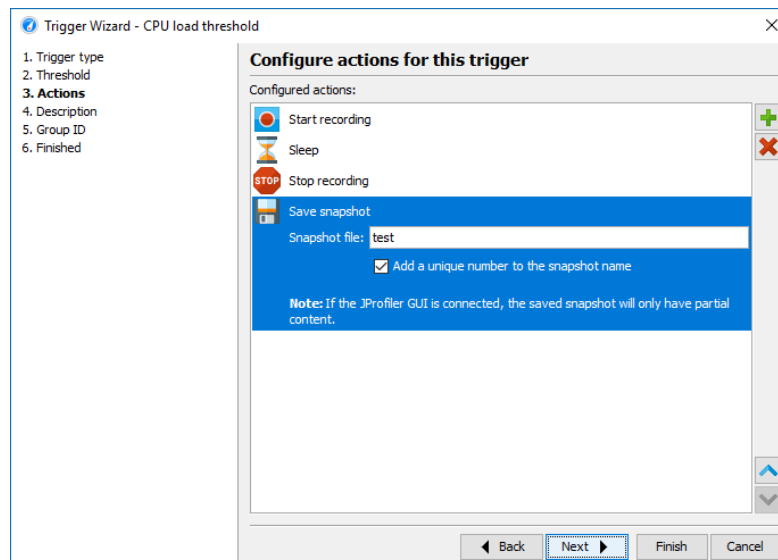 Trigger Wizard - CPU load threshold
1. Trigger type
2. Threshold
3. Actions
4. Description
5. Group ID
6. Finished
Configure actions for this trigger
Configured actions:
Start recording
Sleep
STOP Stop recording
Save snapshot
Snapshot file: test
Add a unique number to the snapshot name
Note: If the JProfiler GUI is connected, the saved snapshot will only have partial
content.
Back Next Finish Cancel